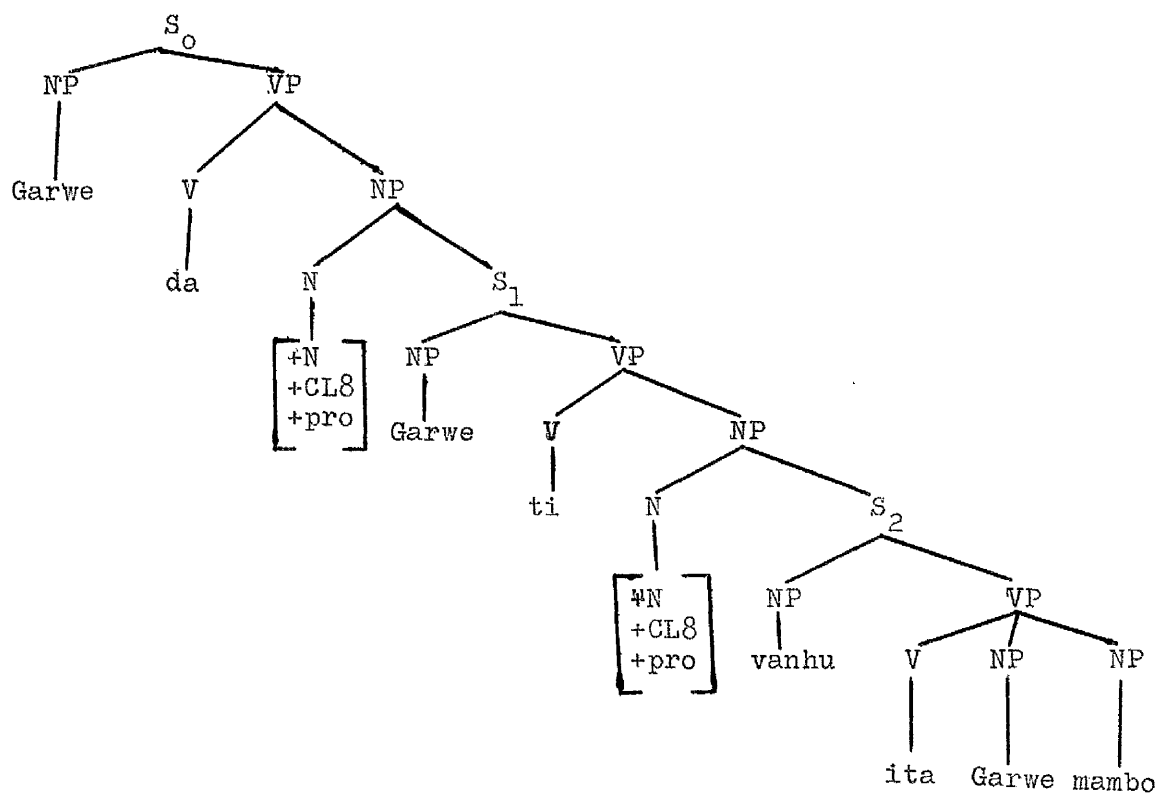 S0
NP VP
Garwe V NP
da N S1
+N NP VP
+CL8
+pro Garwe V NP
ti N S2
+N NP VP
+CL8
+pro vanhu V NP NP
ita Garwe mambo